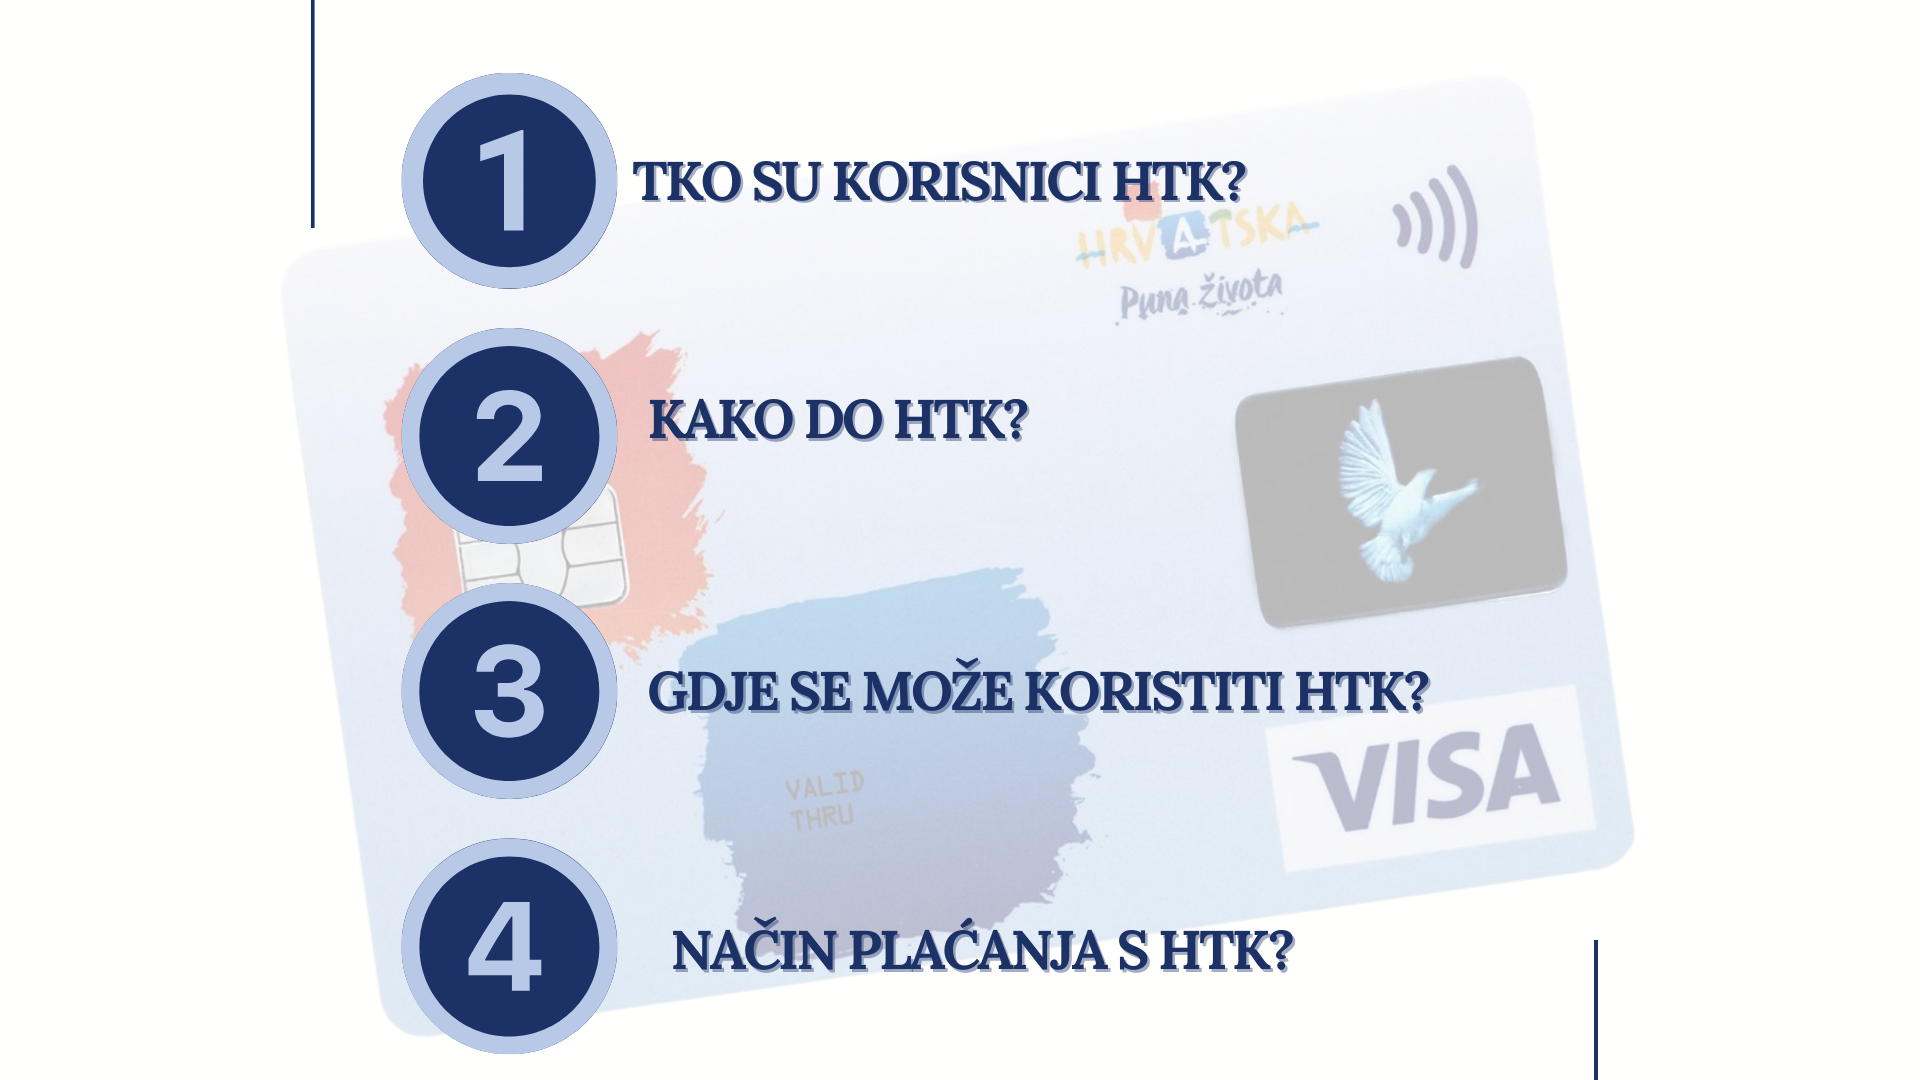 1
TKO SU KORISNICI HTK?
HRVATSKA
Puna života
2
KAKO DO HTK?
3
GDJE SE MOŽE KORISTITI HTK?
VISA
VALID
THRU
4
NAČIN PLAĆANJA S HTK?